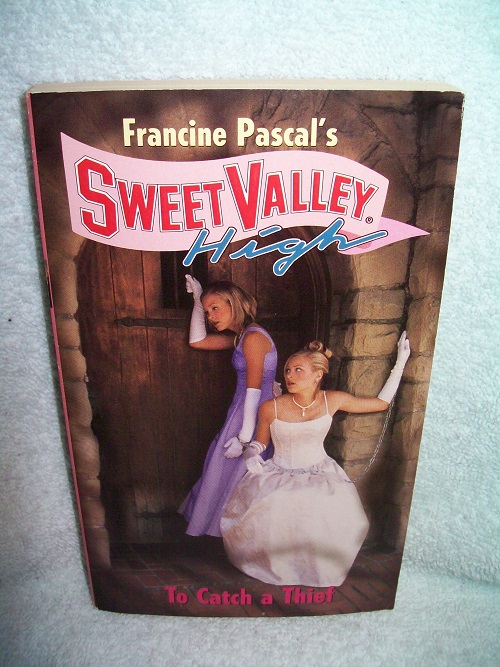 Francine Pascal's
SWEET VALLEY®
High
To Catch a Thief